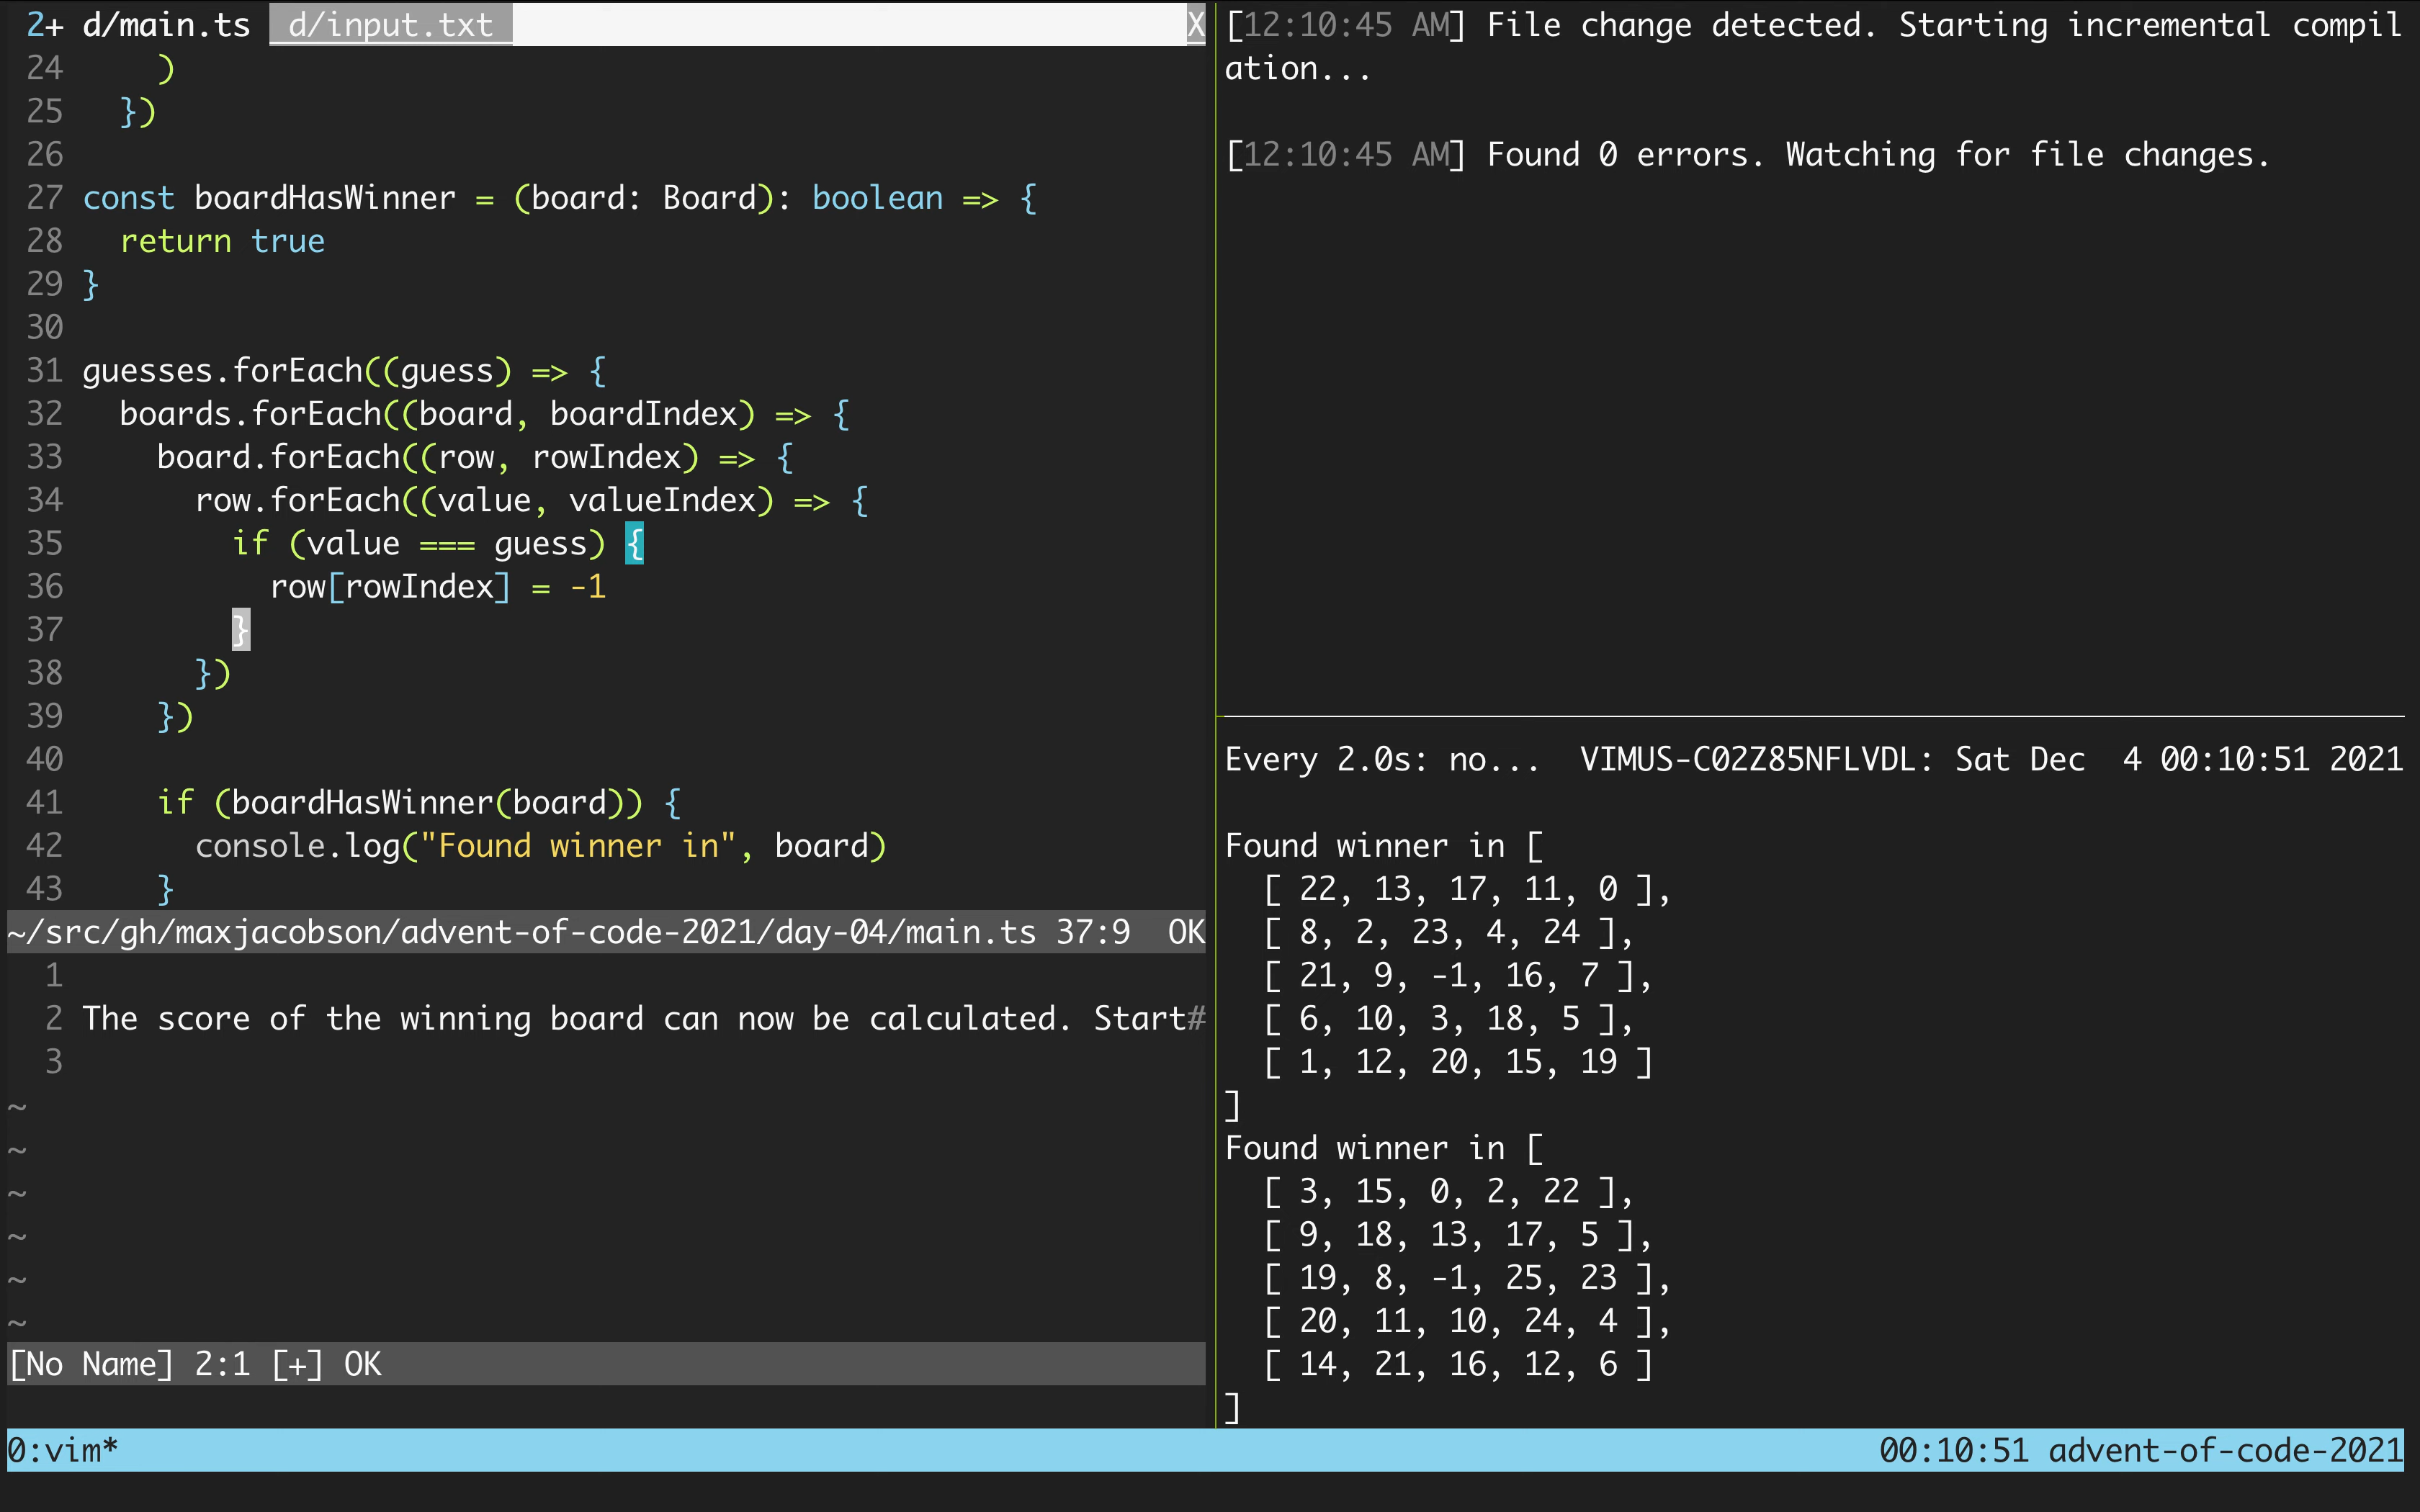 2+ d/main.ts  d/input.txt X
24     )
25   })
26
27 const boardHasWinner = (board: Board): boolean => {
28   return true
29 }
30
31 guesses.forEach((guess) => {
32   boards.forEach((board, boardIndex) => {
33     board.forEach((row, rowIndex) => {
34       row.forEach((value, valueIndex) => {
35         if (value === guess) {
36           row[rowIndex] = -1
37         }
38       })
39     })
40
41     if (boardHasWinner(board)) {
42       console.log("Found winner in", board)
43     }
~/src/gh/maxjacobson/advent-of-code-2021/day-04/main.ts 37:9  OK
1
2 The score of the winning board can now be calculated. Start#
3
~
~
~
~
~
~
[No Name] 2:1 [+] OK
[12:10:45 AM] File change detected. Starting incremental compil
ation...
[12:10:45 AM] Found 0 errors. Watching for file changes.
Every 2.0s: no...  VIMUS-C02Z85NFLVDL: Sat Dec  4 00:10:51 2021
Found winner in [
  [ 22, 13, 17, 11, 0 ],
  [ 8, 2, 23, 4, 24 ],
  [ 21, 9, -1, 16, 7 ],
  [ 6, 10, 3, 18, 5 ],
  [ 1, 12, 20, 15, 19 ]
]
Found winner in [
  [ 3, 15, 0, 2, 22 ],
  [ 9, 18, 13, 17, 5 ],
  [ 19, 8, -1, 25, 23 ],
  [ 20, 11, 10, 24, 4 ],
  [ 14, 21, 16, 12, 6 ]
]
0:vim* 00:10:51 advent-of-code-2021